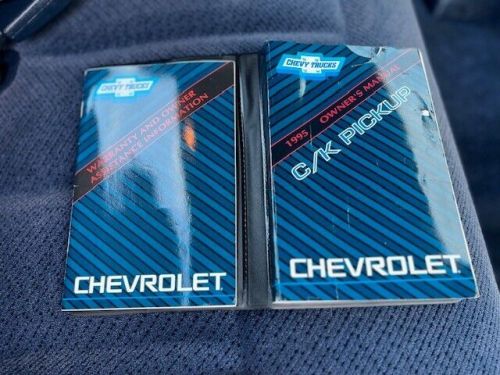 CHEVY TRUCKS
WARRANTY AND OWNER
ASSISTANCE INFORMATION
CHEVROLET
CHEVY TRUCKS
1995 OWNER'S MANUAL
C/K PICKUP
CHEVROLET